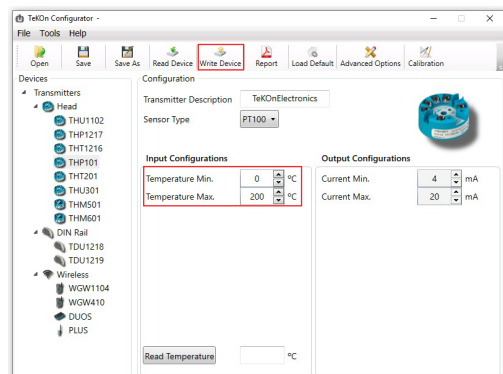 TeKOn Configurator -
File Tools Help
Open Save Save As Read Device Write Device Report Load Default Advanced Options Calibration
Devices
Transmitters
Head
THU1102
THP1217
THT1216
THP101
THT201
THU301
THM501
THM601
DIN Rail
TDU1218
TDU1219
Wireless
WGW1104
WGW410
DUOS
PLUS
Configuration
Transmitter Description TeKOnElectronics
Sensor Type PT100
Input Configurations
Temperature Min. 0 ºC
Temperature Max. 200 ºC
Read Temperature ºC
Output Configurations
Current Min. 4 mA
Current Max. 20 mA